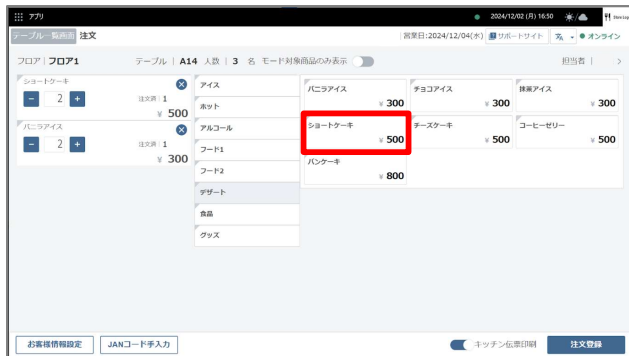 アプリ
2024/12/02 (月) 16:50
テーブル一覧画面 注文
営業日:2024/12/04(水) サポートサイト オンライン
フロア | フロア1 テーブル | A14 人数 | 3 名 モード対象商品のみ表示 担当者 |
ショートケーキ
2 注文済 | 1
¥ 500
バニラアイス
2 注文済 | 1
¥ 300
アイス
ホット
アルコール
フード1
フード2
デザート
食品
グッズ
バニラアイス
¥ 300
チョコアイス
¥ 300
抹茶アイス
¥ 300
ショートケーキ
¥ 500
チーズケーキ
¥ 500
コーヒーゼリー
¥ 500
パンケーキ
¥ 800
お客様情報設定 JANコード手入力 キッチン伝票印刷 注文登録